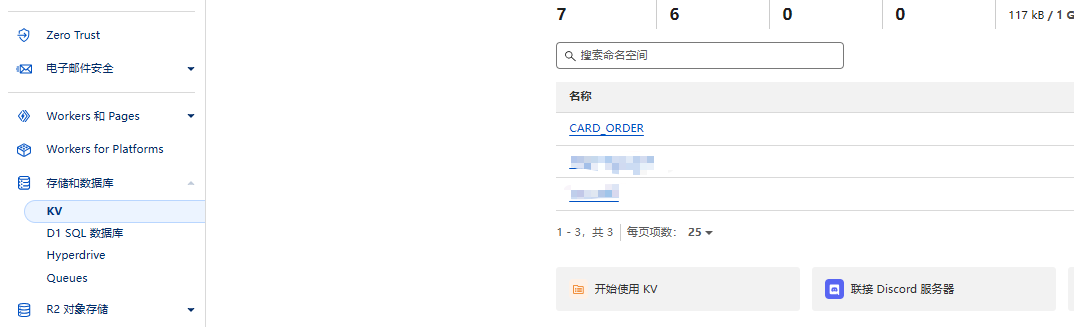 7 6 0 0 117 kB / 1 G
Zero Trust
搜索命名空间
电子邮件安全
名称
Workers 和 Pages
CARD_ORDER
Workers for Platforms
存储和数据库
KV
D1 SQL 数据库
1 - 3，共 3 每页项数： 25
Hyperdrive
Queues
开始使用 KV 联接 Discord 服务器
R2 对象存储